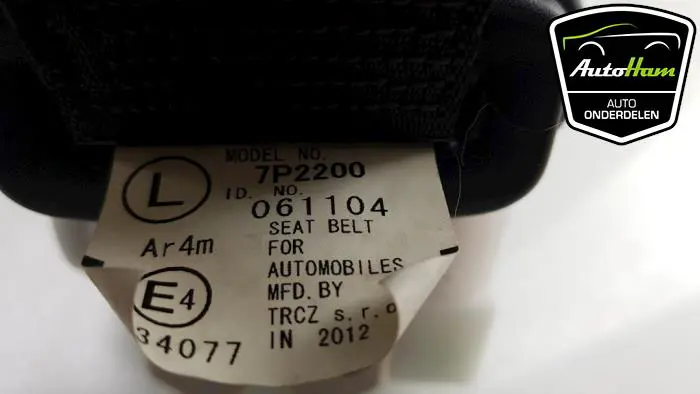 AutoHam
AUTO
ONDERDELEN
MODEL NO.
7P2200
L
ID. NO.
061104
Ar4m
SEAT BELT
FOR
AUTOMOBILES
E4
MFD. BY
TRCZ s.r.o
34077
IN 2012